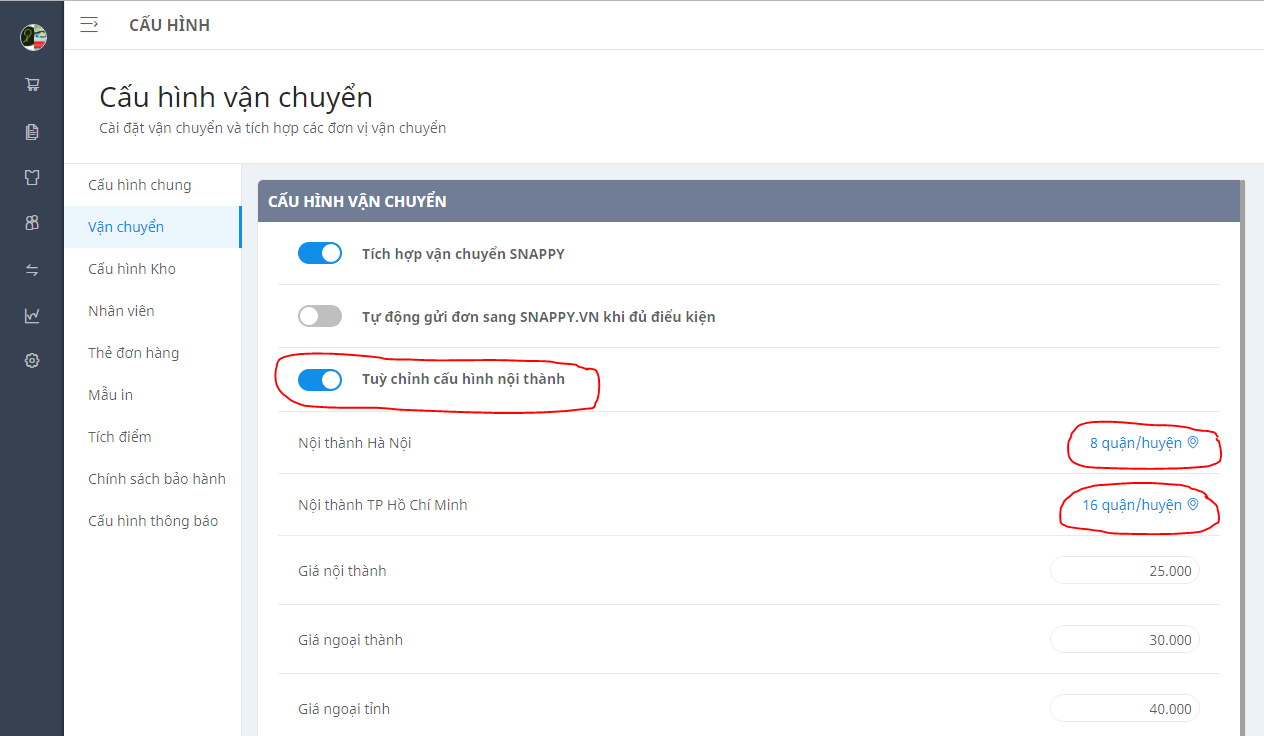 CẤU HÌNH
Cấu hình vận chuyển
Cài đặt vận chuyển và tích hợp các đơn vị vận chuyển
Cấu hình chung
Vận chuyển
Cấu hình Kho
Nhân viên
Thẻ đơn hàng
Mẫu in
Tích điểm
Chính sách bảo hành
Cấu hình thông báo
CẤU HÌNH VẬN CHUYỂN
Tích hợp vận chuyển SNAPPY
Tự động gửi đơn sang SNAPPY.VN khi đủ điểu kiện
Tuỳ chỉnh cấu hình nội thành
Nội thành Hà Nội 8 quận/huyện
Nội thành TP Hồ Chí Minh 16 quận/huyện
Giá nội thành 25.000
Giá ngoại thành 30.000
Giá ngoại tỉnh 40.000